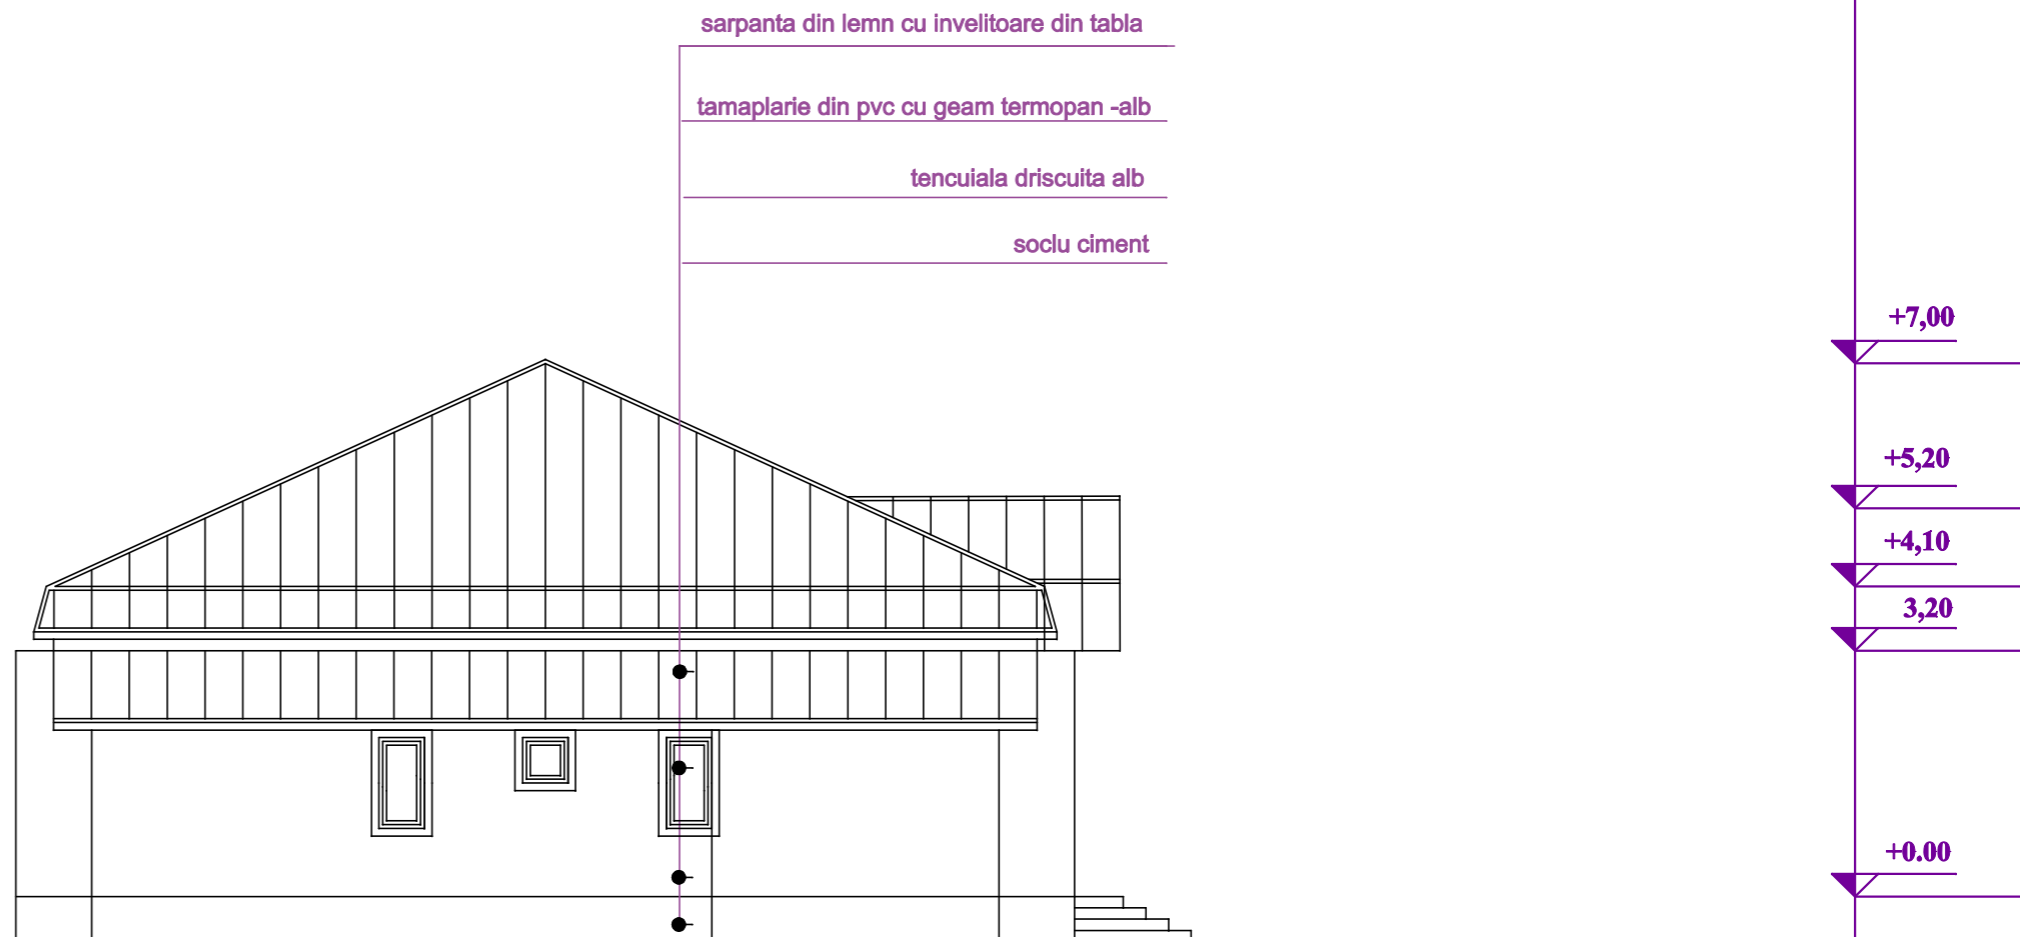 sarpanta din lemn cu invelitoare din tabla
tamaplarie din pvc cu geam termopan -alb
tencuiala driscuita alb
soclu ciment
+7,00
+5,20
+4,10
3,20
+0.00